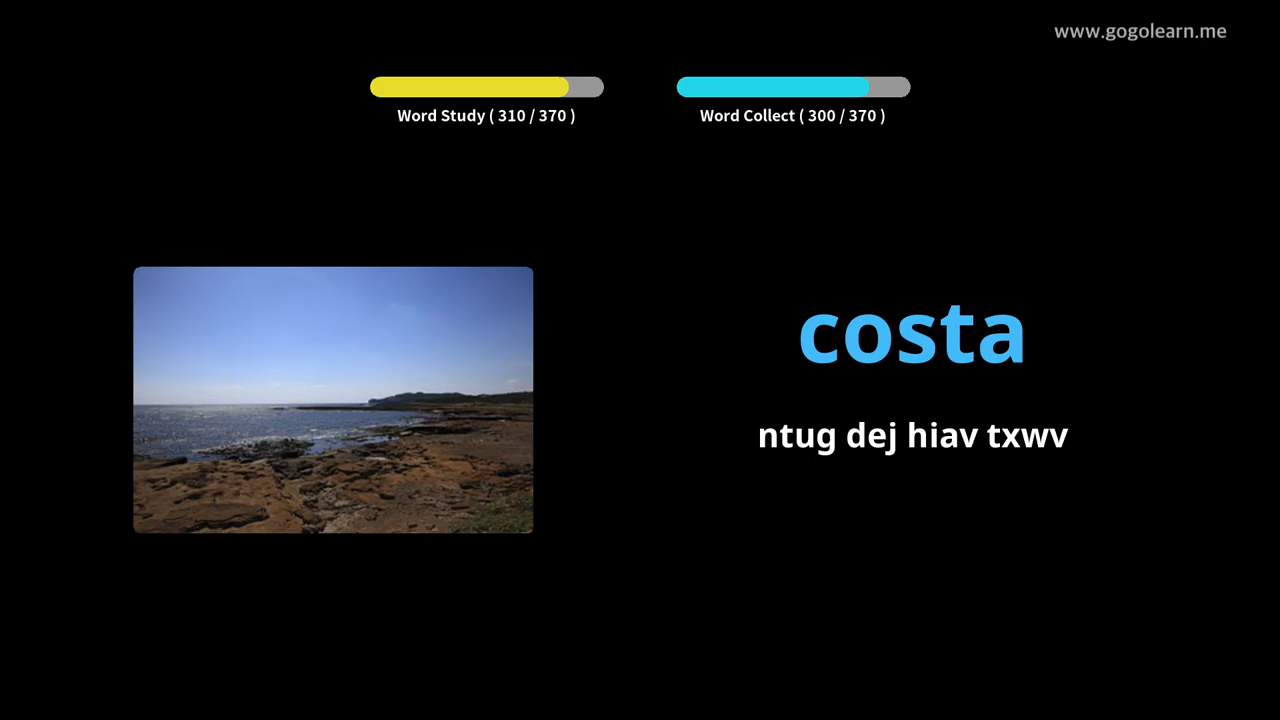 www.gogolearn.me
Word Study ( 310 / 370 )
Word Collect ( 300 / 370 )
costa
ntug dej hiav txwv